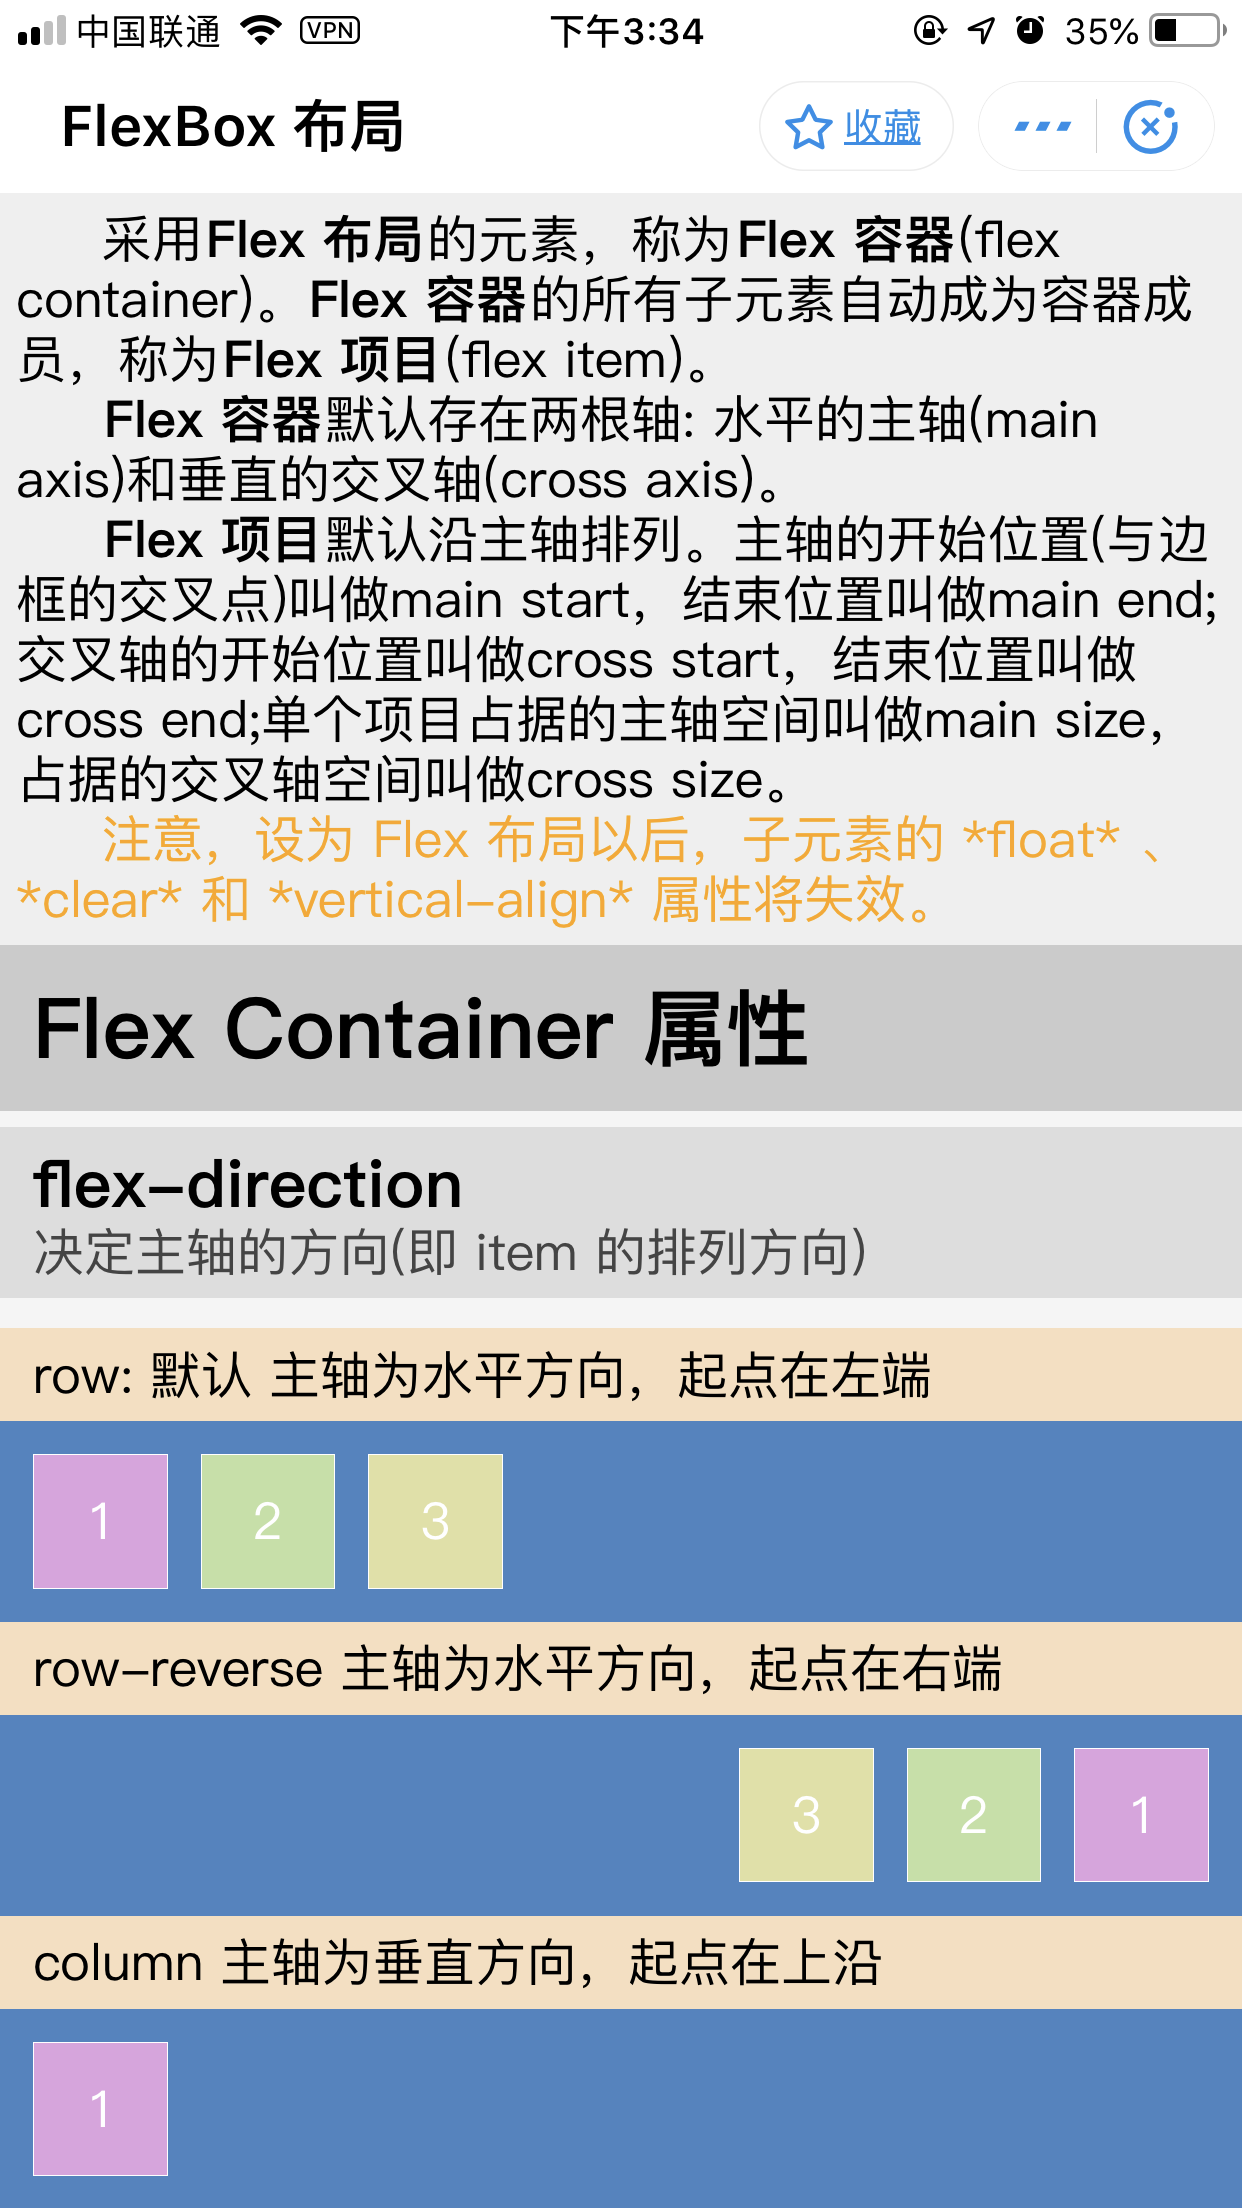 中国联通 VPN 下午3:34 35%
FlexBox 布局 收藏
采用Flex 布局的元素，称为Flex 容器(flex
container)。Flex 容器的所有子元素自动成为容器成
员，称为Flex 项目(flex item)。
Flex 容器默认存在两根轴: 水平的主轴(main
axis)和垂直的交叉轴(cross axis)。
Flex 项目默认沿主轴排列。主轴的开始位置(与边
框的交叉点)叫做main start，结束位置叫做main end;
交叉轴的开始位置叫做cross start，结束位置叫做
cross end;单个项目占据的主轴空间叫做main size，
占据的交叉轴空间叫做cross size。
注意，设为 Flex 布局以后，子元素的 *float* 、
*clear* 和 *vertical-align* 属性将失效。
Flex Container 属性
flex-direction
决定主轴的方向(即 item 的排列方向)
row: 默认 主轴为水平方向，起点在左端
1 2 3
row-reverse 主轴为水平方向，起点在右端
3 2 1
column 主轴为垂直方向，起点在上沿
1